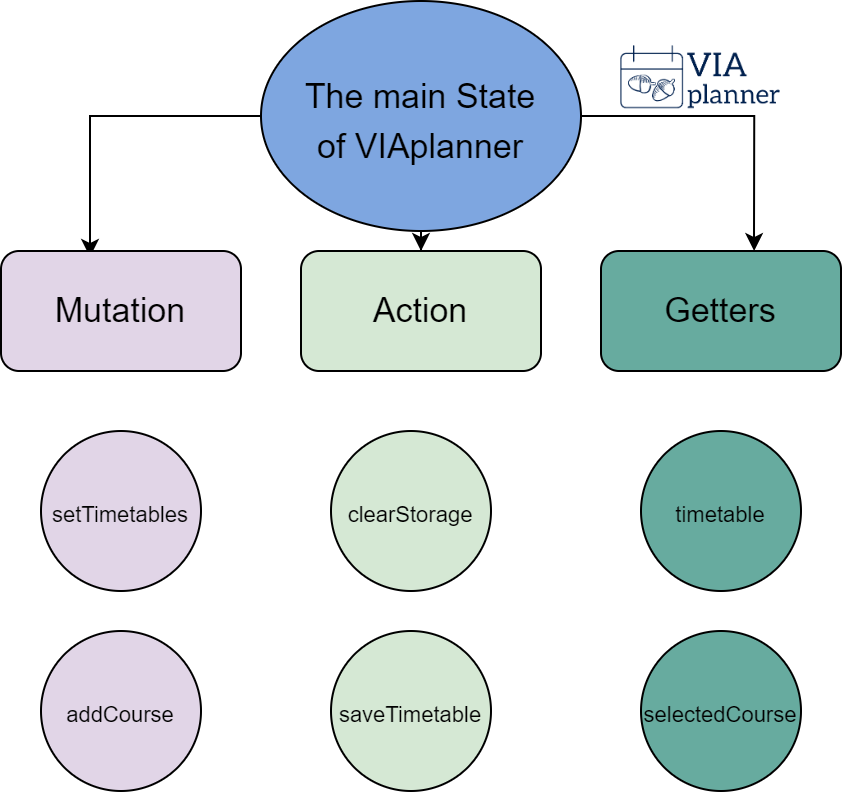 The main State
of VIAplanner
VIA
planner
Mutation
Action
Getters
setTimetables
clearStorage
timetable
addCourse
saveTimetable
selectedCourse